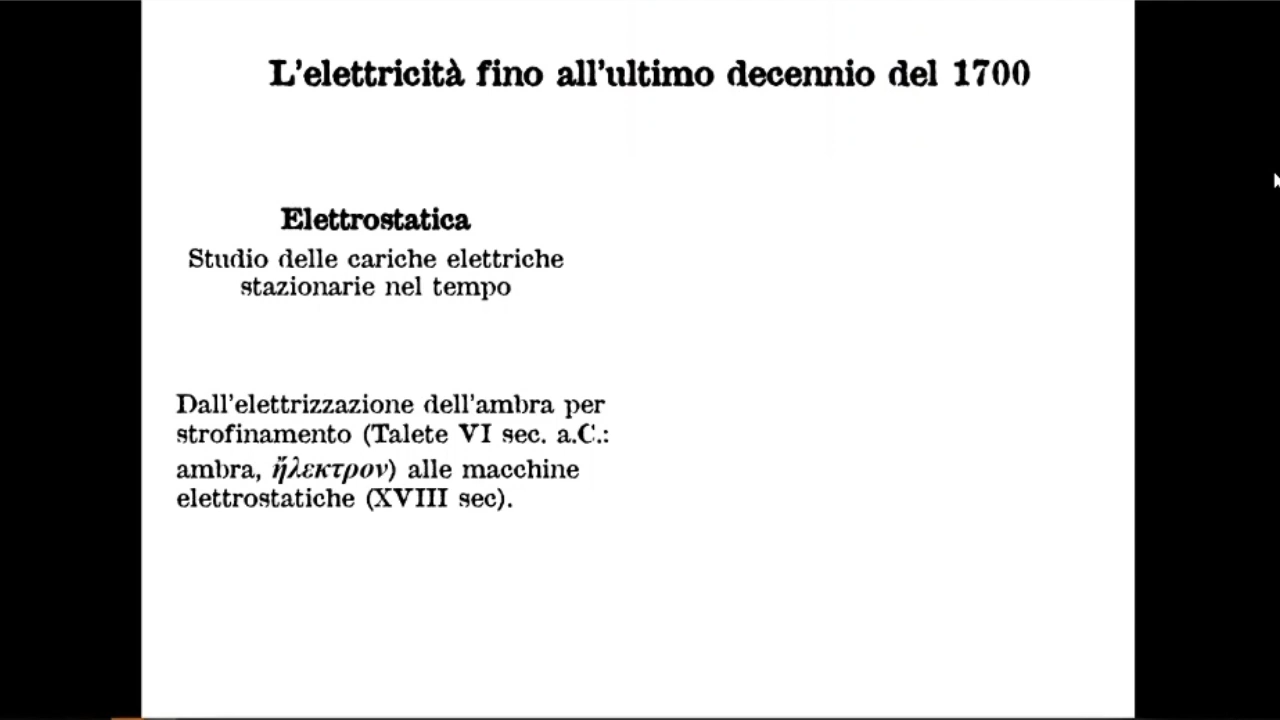 L'elettricità fino all'ultimo decennio del 1700
Elettrostatica
Studio delle cariche elettriche
stazionarie nel tempo
Dall'elettrizzazione dell'ambra per
strofinamento (Talete VI sec. a.C.:
ambra, ἤλεκτρον) alle macchine
elettrostatiche (XVIII sec).